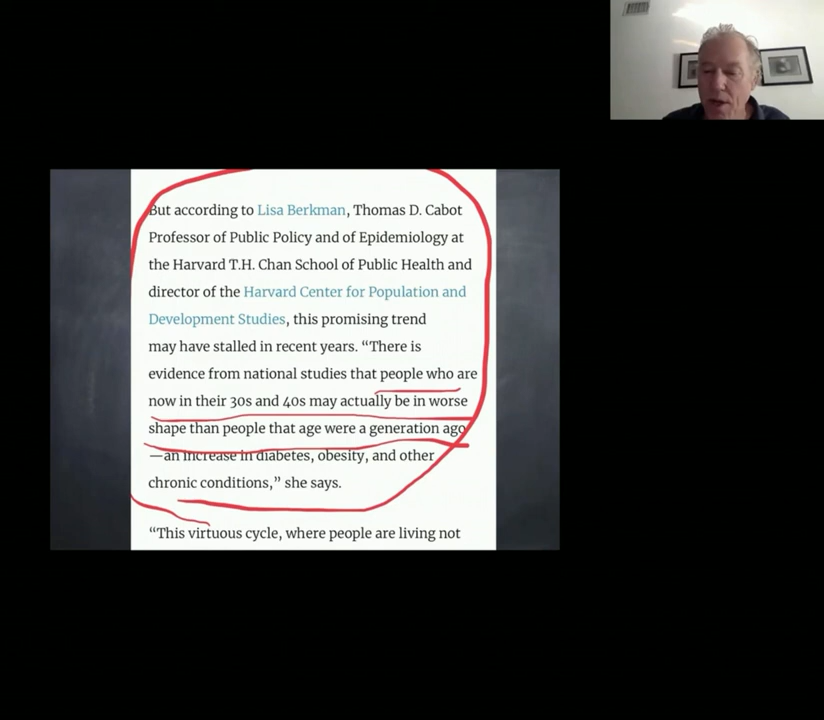 But according to Lisa Berkman, Thomas D. Cabot
Professor of Public Policy and of Epidemiology at
the Harvard T.H. Chan School of Public Health and
director of the Harvard Center for Population and
Development Studies, this promising trend
may have stalled in recent years. “There is
evidence from national studies that people who are
now in their 30s and 40s may actually be in worse
shape than people that age were a generation ago
—an increase in diabetes, obesity, and other
chronic conditions,” she says.
“This virtuous cycle, where people are living not